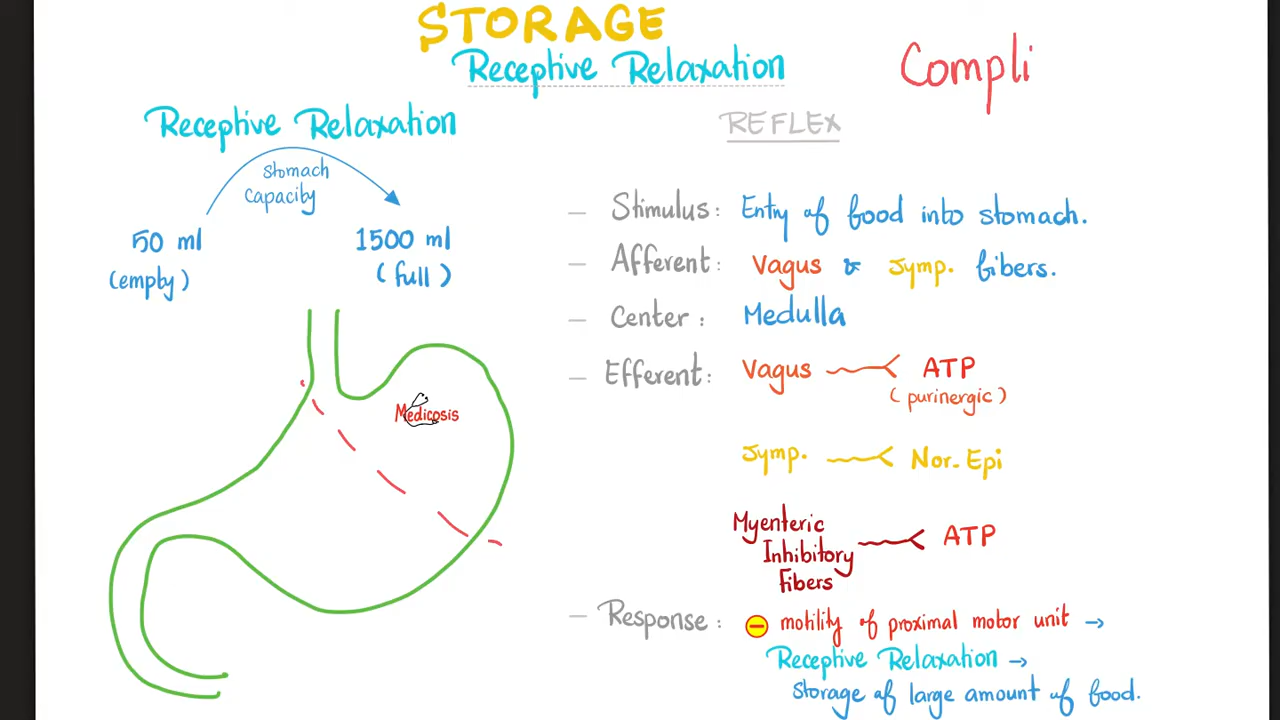 STORAGE
Receptive Relaxation
Compli
Receptive Relaxation
Stomach
Capacity
50 ml
(empty)
1500 ml
(full)
Medicosis
REFLEX
– Stimulus: Entry of food into stomach.
– Afferent: Vagus & Symp. fibers.
– Center: Medulla
– Efferent: Vagus ATP
(purinergic)
Symp. Nor. Epi
Myenteric
Inhibitory
Fibers
ATP
– Response: – motility of proximal motor unit →
Receptive Relaxation →
storage of large amount of food.